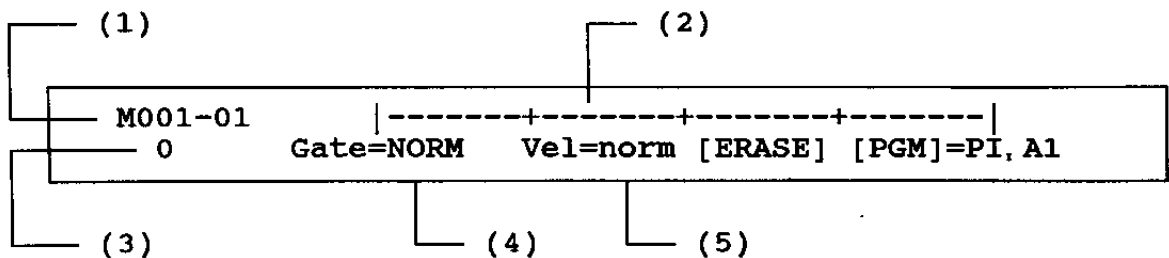 (1) (2)
M001-01 |-------+-------+-------+-------|
0 Gate=NORM Vel=norm [ERASE] [PGM]=PI, A1
(3) (4) (5)